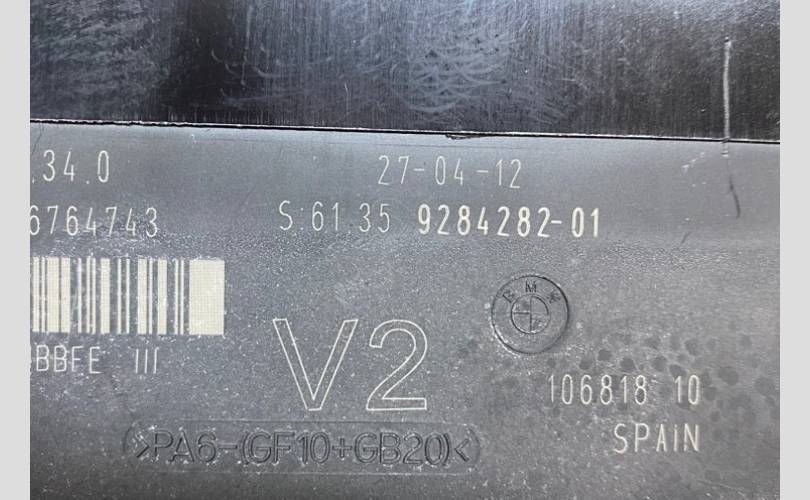 .34.0
27-04-12
6764743
S:61.35 9284282-01
BMW
BBFE III
V2
106818 10
>PA6-(GF10+GB20)<
SPAIN